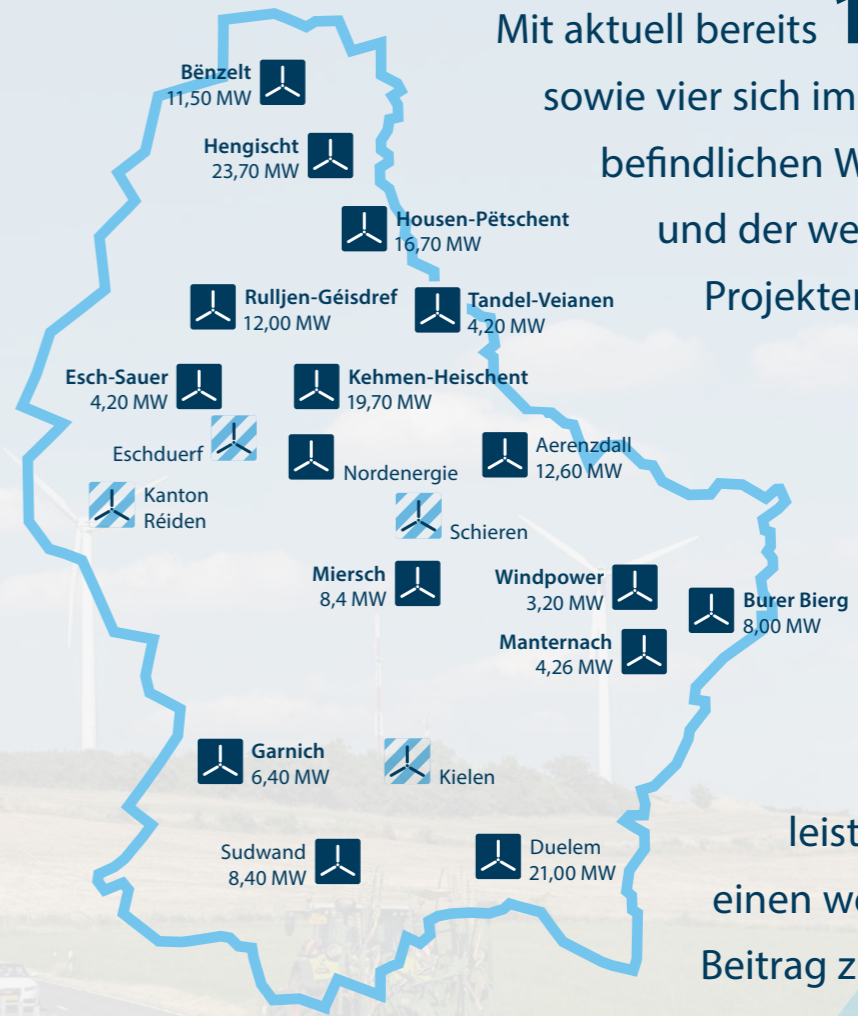 Mit aktuell bereits
sowie vier sich im
befindlichen
und der
Bënzelt
11,50 MW
Hengischt
23,70 MW
Housen-Pëtschent
16,70 MW
Rulljen-Géisdref
12,00 MW
Tandel-Veianen
4,20 MW
Esch-Sauer
4,20 MW
Kehmen-Heischent
19,70 MW
Eschduerf
Nordenergie
Aerenzdall
12,60 MW
Kanton
Réiden
Schieren
Miersch
8,4 MW
Windpower
3,20 MW
Burer Bierg
8,00 MW
Manternach
4,26 MW
Garnich
6,40 MW
Kielen
Sudwand
8,40 MW
Duelem
21,00 MW
einen
Beitrag